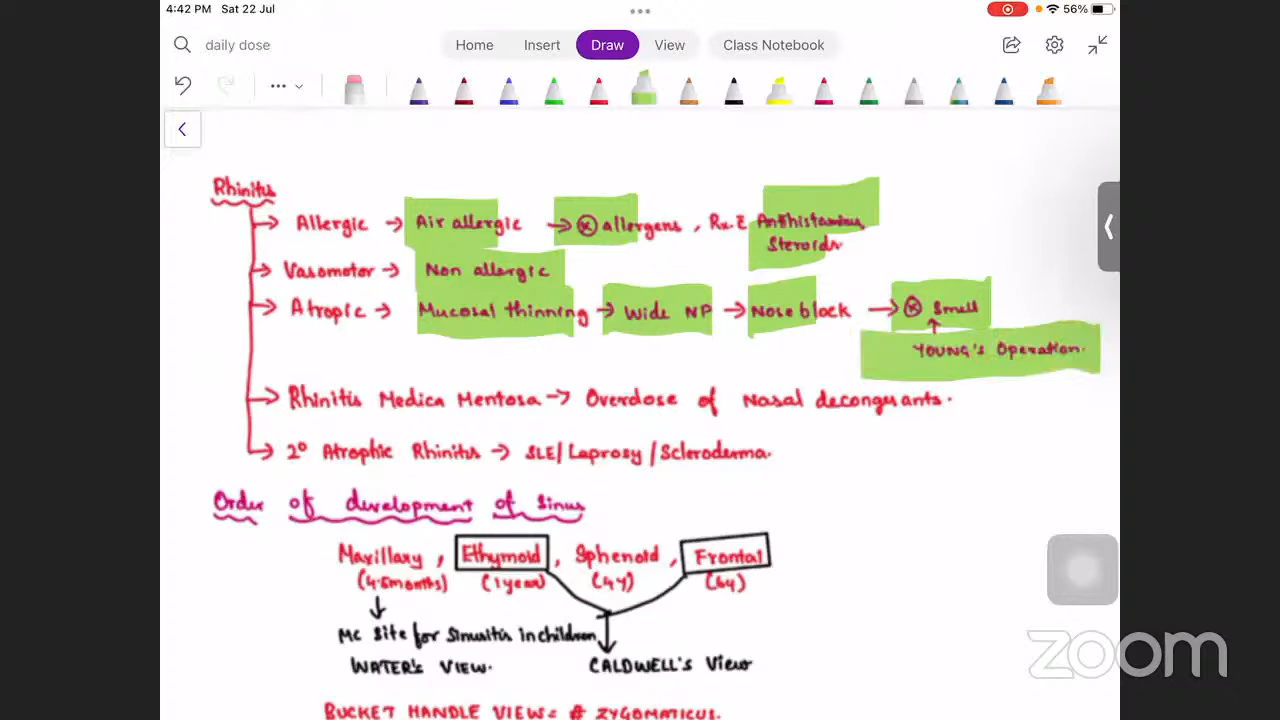 4:42 PM Sat 22 Jul
56%
daily dose
Home Insert Draw View Class Notebook
Rhinitis
Allergic → Air allergic → ⓧ allergens, Rx. c̄ Antihistamines
Steroids
Vasomotor → Non allergic
Atropic → Mucosal thinning → Wide NP → Nose block → ⓧ Smell
YOUNG's Operation.
Rhinitis Medica Mentosa → Overdose of Nasal decongestants.
2° Atrophic Rhinitis → SLE/Leprosy/Scleroderma.
Order of development of Sinus
Maxillary, Ethymoid, Sphenoid, Frontal
(4-5months) (1 year) (4y) (6y)
Mc Site for Sinusitis in children
WATER's VIEW. CALDWELL's View
BUCKET HANDLE VIEW = # ZYGOMATICUS.
zoom